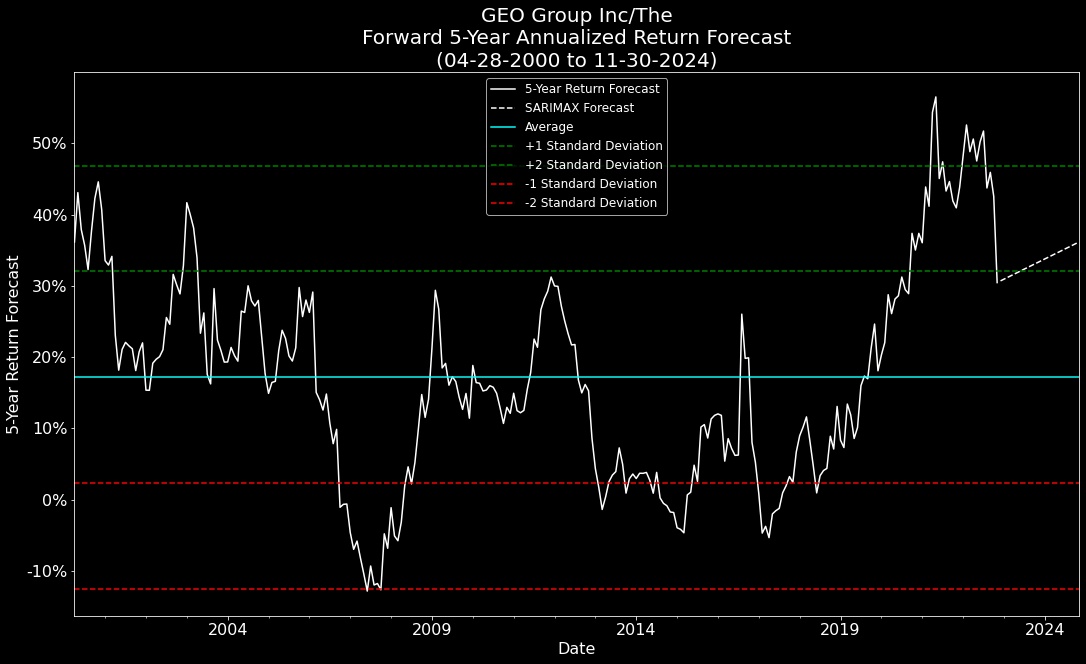 GEO Group Inc/The
Forward 5-Year Annualized Return Forecast
(04-28-2000 to 11-30-2024)
5-Year Return Forecast
SARIMAX Forecast
Average
+1 Standard Deviation
+2 Standard Deviation
-1 Standard Deviation
-2 Standard Deviation
50%
40%
30%
20%
10%
0%
-10%
5-Year Return Forecast
2004
2009
2014
2019
2024
Date